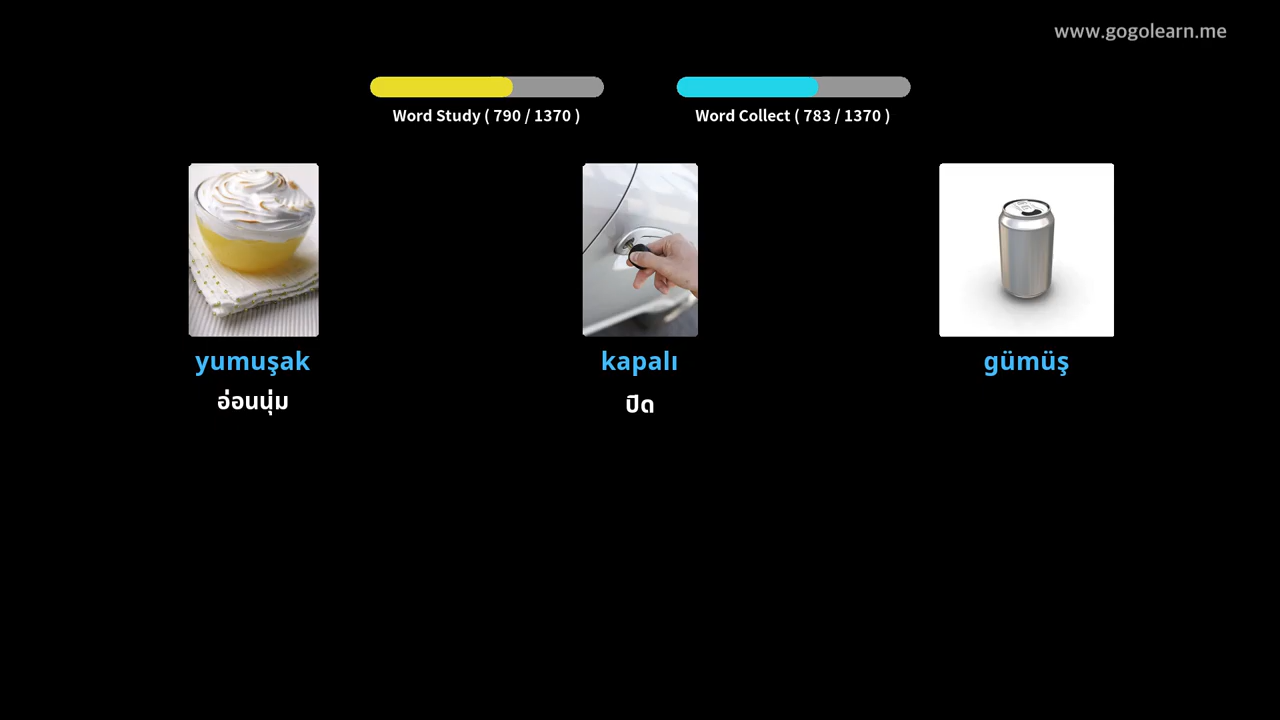 www.gogolearn.me
Word Study ( 790 / 1370 )
Word Collect ( 783 / 1370 )
yumuşak
อ่อนนุ่ม
kapalı
ปิด
gümüş